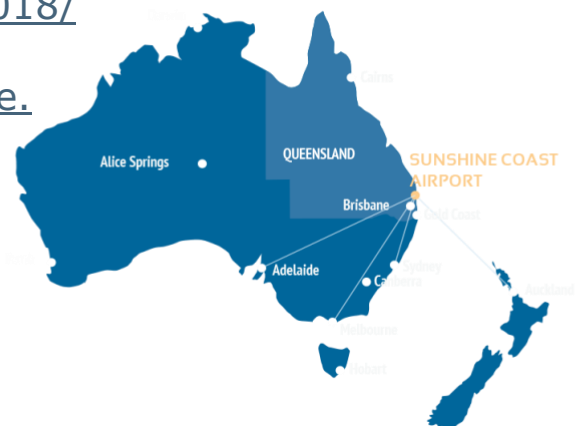 018/
e.
Cairns
Alice Springs
QUEENSLAND
SUNSHINE COAST
AIRPORT
Brisbane
Gold Coast
Adelaide
Sydney
Canberra
Auckland
Melbourne
Hobart